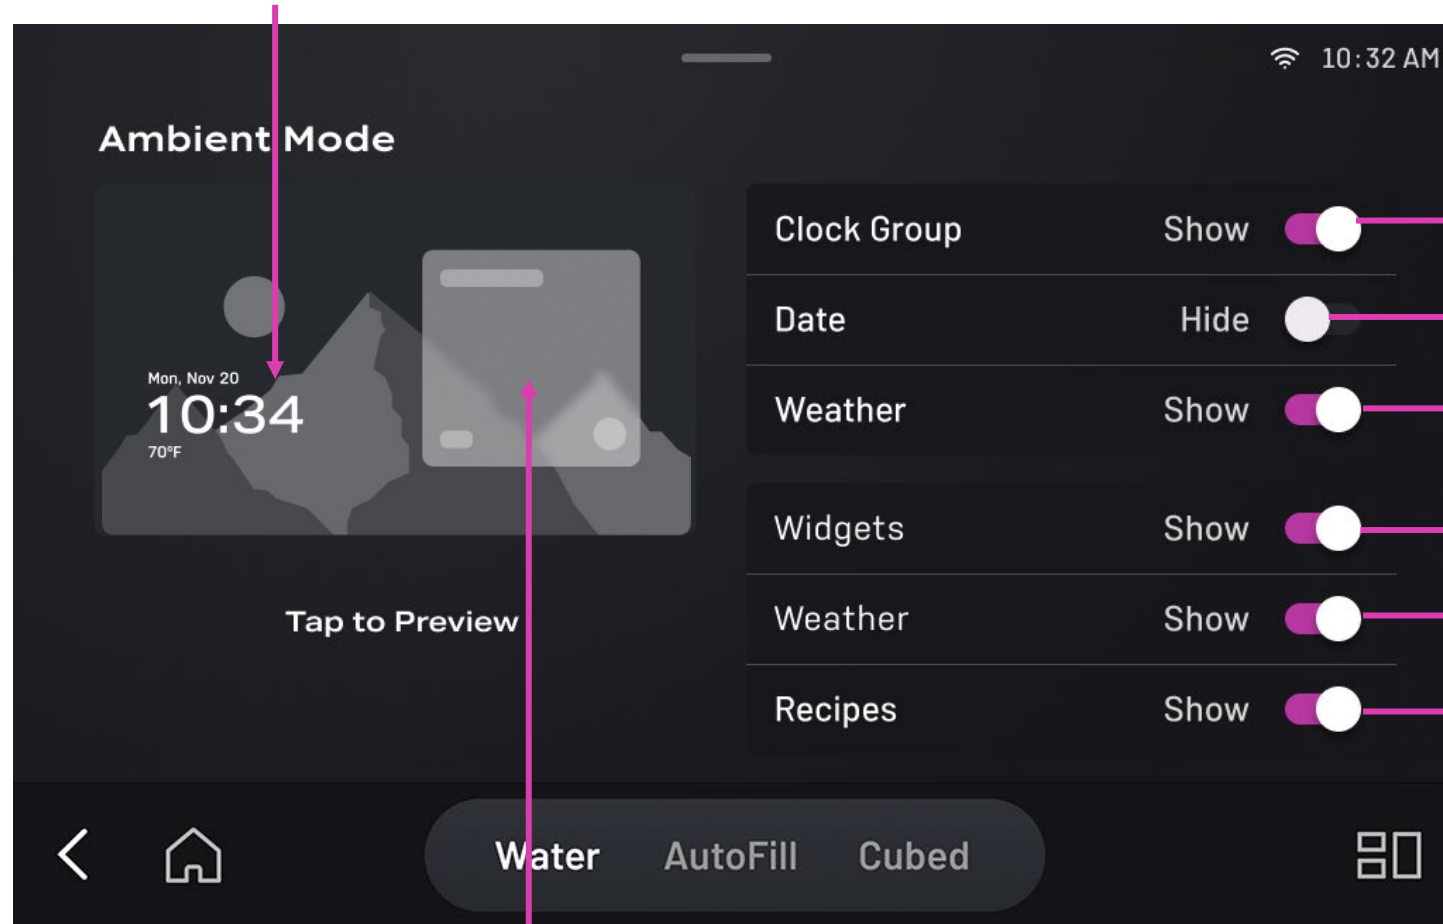 10:32 AM
Ambient Mode
Mon, Nov 20
10:34
70°F
Tap to Preview
Clock Group Show
Date Hide
Weather Show
Widgets Show
Weather Show
Recipes Show
Water AutoFill Cubed